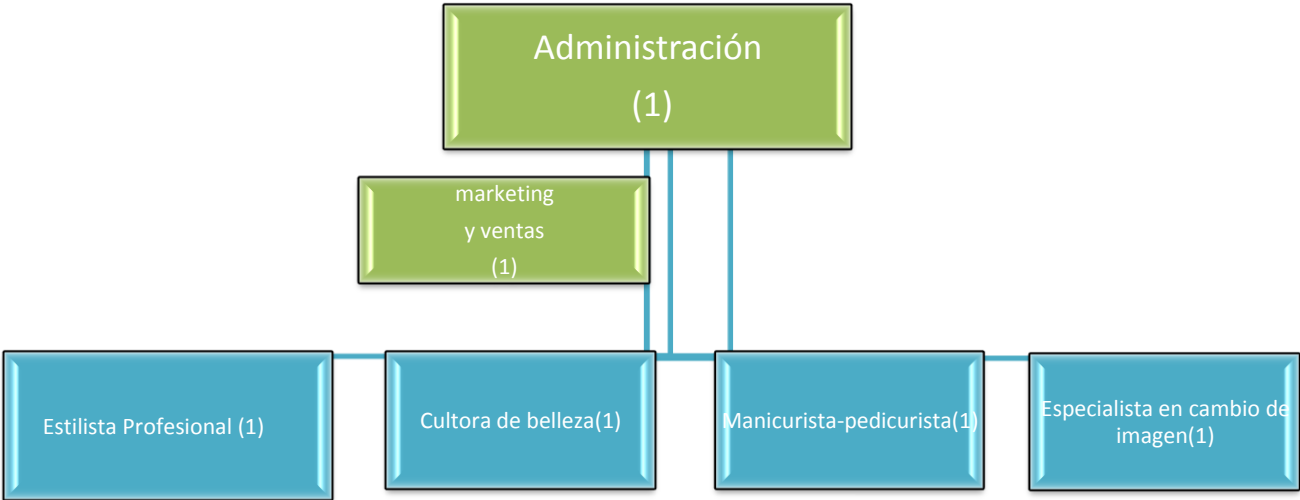 Administración
(1)
marketing
y ventas
(1)
Estilista Profesional (1)
Cultora de belleza(1)
Manicurista-pedicurista(1)
Especialista en cambio de
imagen(1)